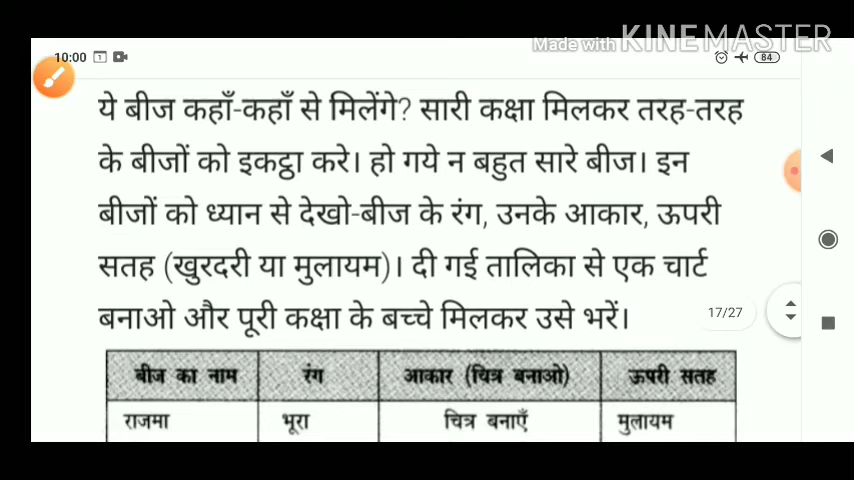 Made with KINEMASTER
10:00
84
ये बीज कहाँ-कहाँ से मिलेंगे? सारी कक्षा मिलकर तरह-तरह
के बीजों को इकट्ठा करे। हो गये न बहुत सारे बीज। इन
बीजों को ध्यान से देखो-बीज के रंग, उनके आकार, ऊपरी
सतह (खुरदरी या मुलायम)। दी गई तालिका से एक चार्ट
बनाओ और पूरी कक्षा के बच्चे मिलकर उसे भरें।
17/27
बीज का नाम रंग आकार (चित्र बनाओ) ऊपरी सतह
राजमा भूरा चित्र बनाएँ मुलायम